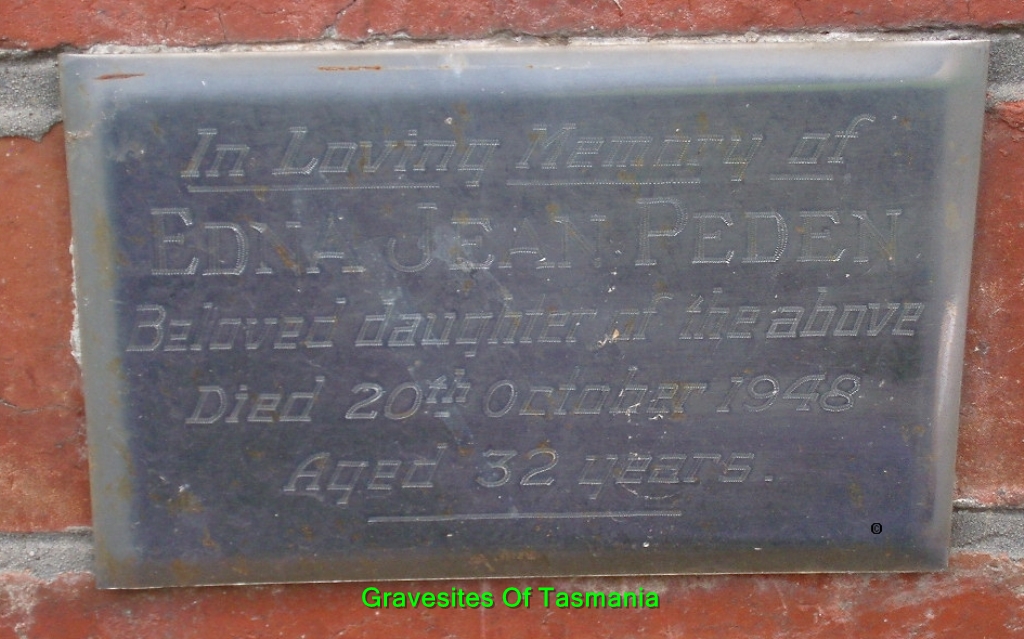 In Loving Memory of
EDNA JEAN PEDEN
Beloved daughter of the above
Died 20th October 1948
Aged 32 years.
©
Gravesites Of Tasmania